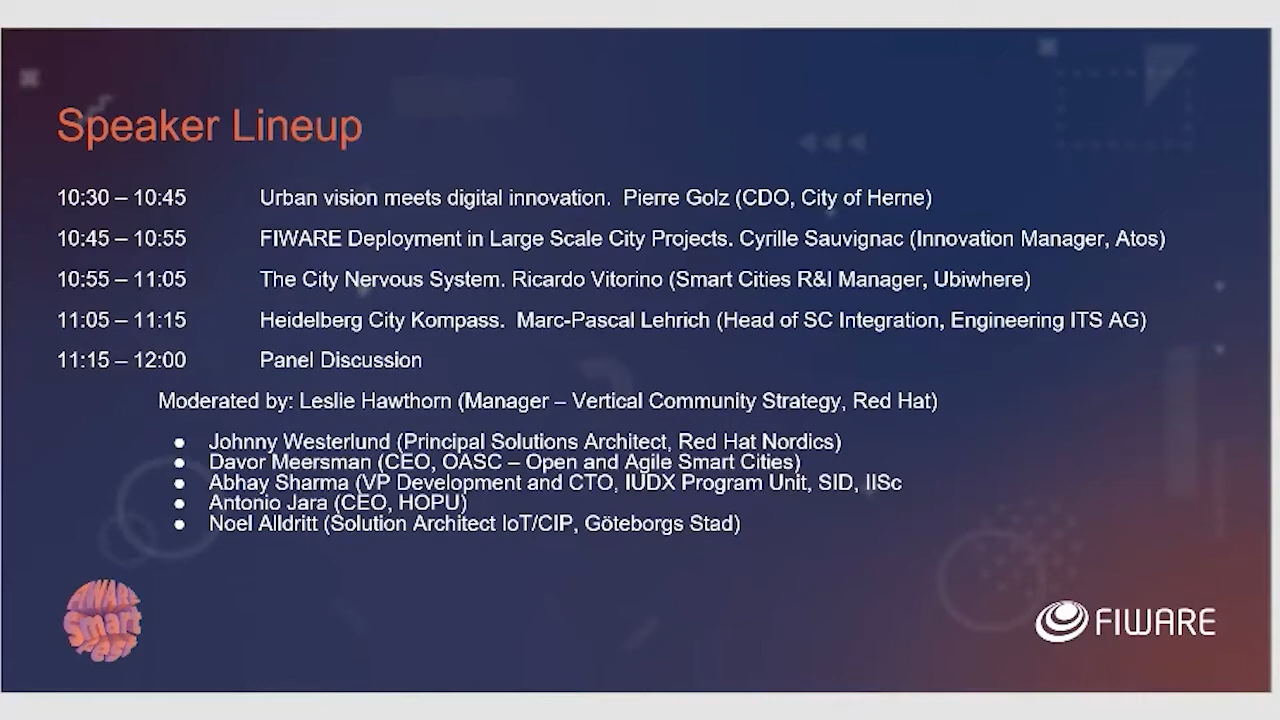 Speaker Lineup
10:30 – 10:45 Urban vision meets digital innovation. Pierre Golz (CDO, City of Herne)
10:45 – 10:55 FIWARE Deployment in Large Scale City Projects. Cyrille Sauvignac (Innovation Manager, Atos)
10:55 – 11:05 The City Nervous System. Ricardo Vitorino (Smart Cities R&I Manager, Ubiwhere)
11:05 – 11:15 Heidelberg City Kompass. Marc-Pascal Lehrich (Head of SC Integration, Engineering ITS AG)
11:15 – 12:00 Panel Discussion
Moderated by: Leslie Hawthorn (Manager – Vertical Community Strategy, Red Hat)
● Johnny Westerlund (Principal Solutions Architect, Red Hat Nordics)
● Davor Meersman (CEO, OASC – Open and Agile Smart Cities)
● Abhay Sharma (VP Development and CTO, IUDX Program Unit, SID, IISc
● Antonio Jara (CEO, HOPU)
● Noel Alldritt (Solution Architect IoT/CIP, Göteborgs Stad)
FIWARE
Smart
FIWARE